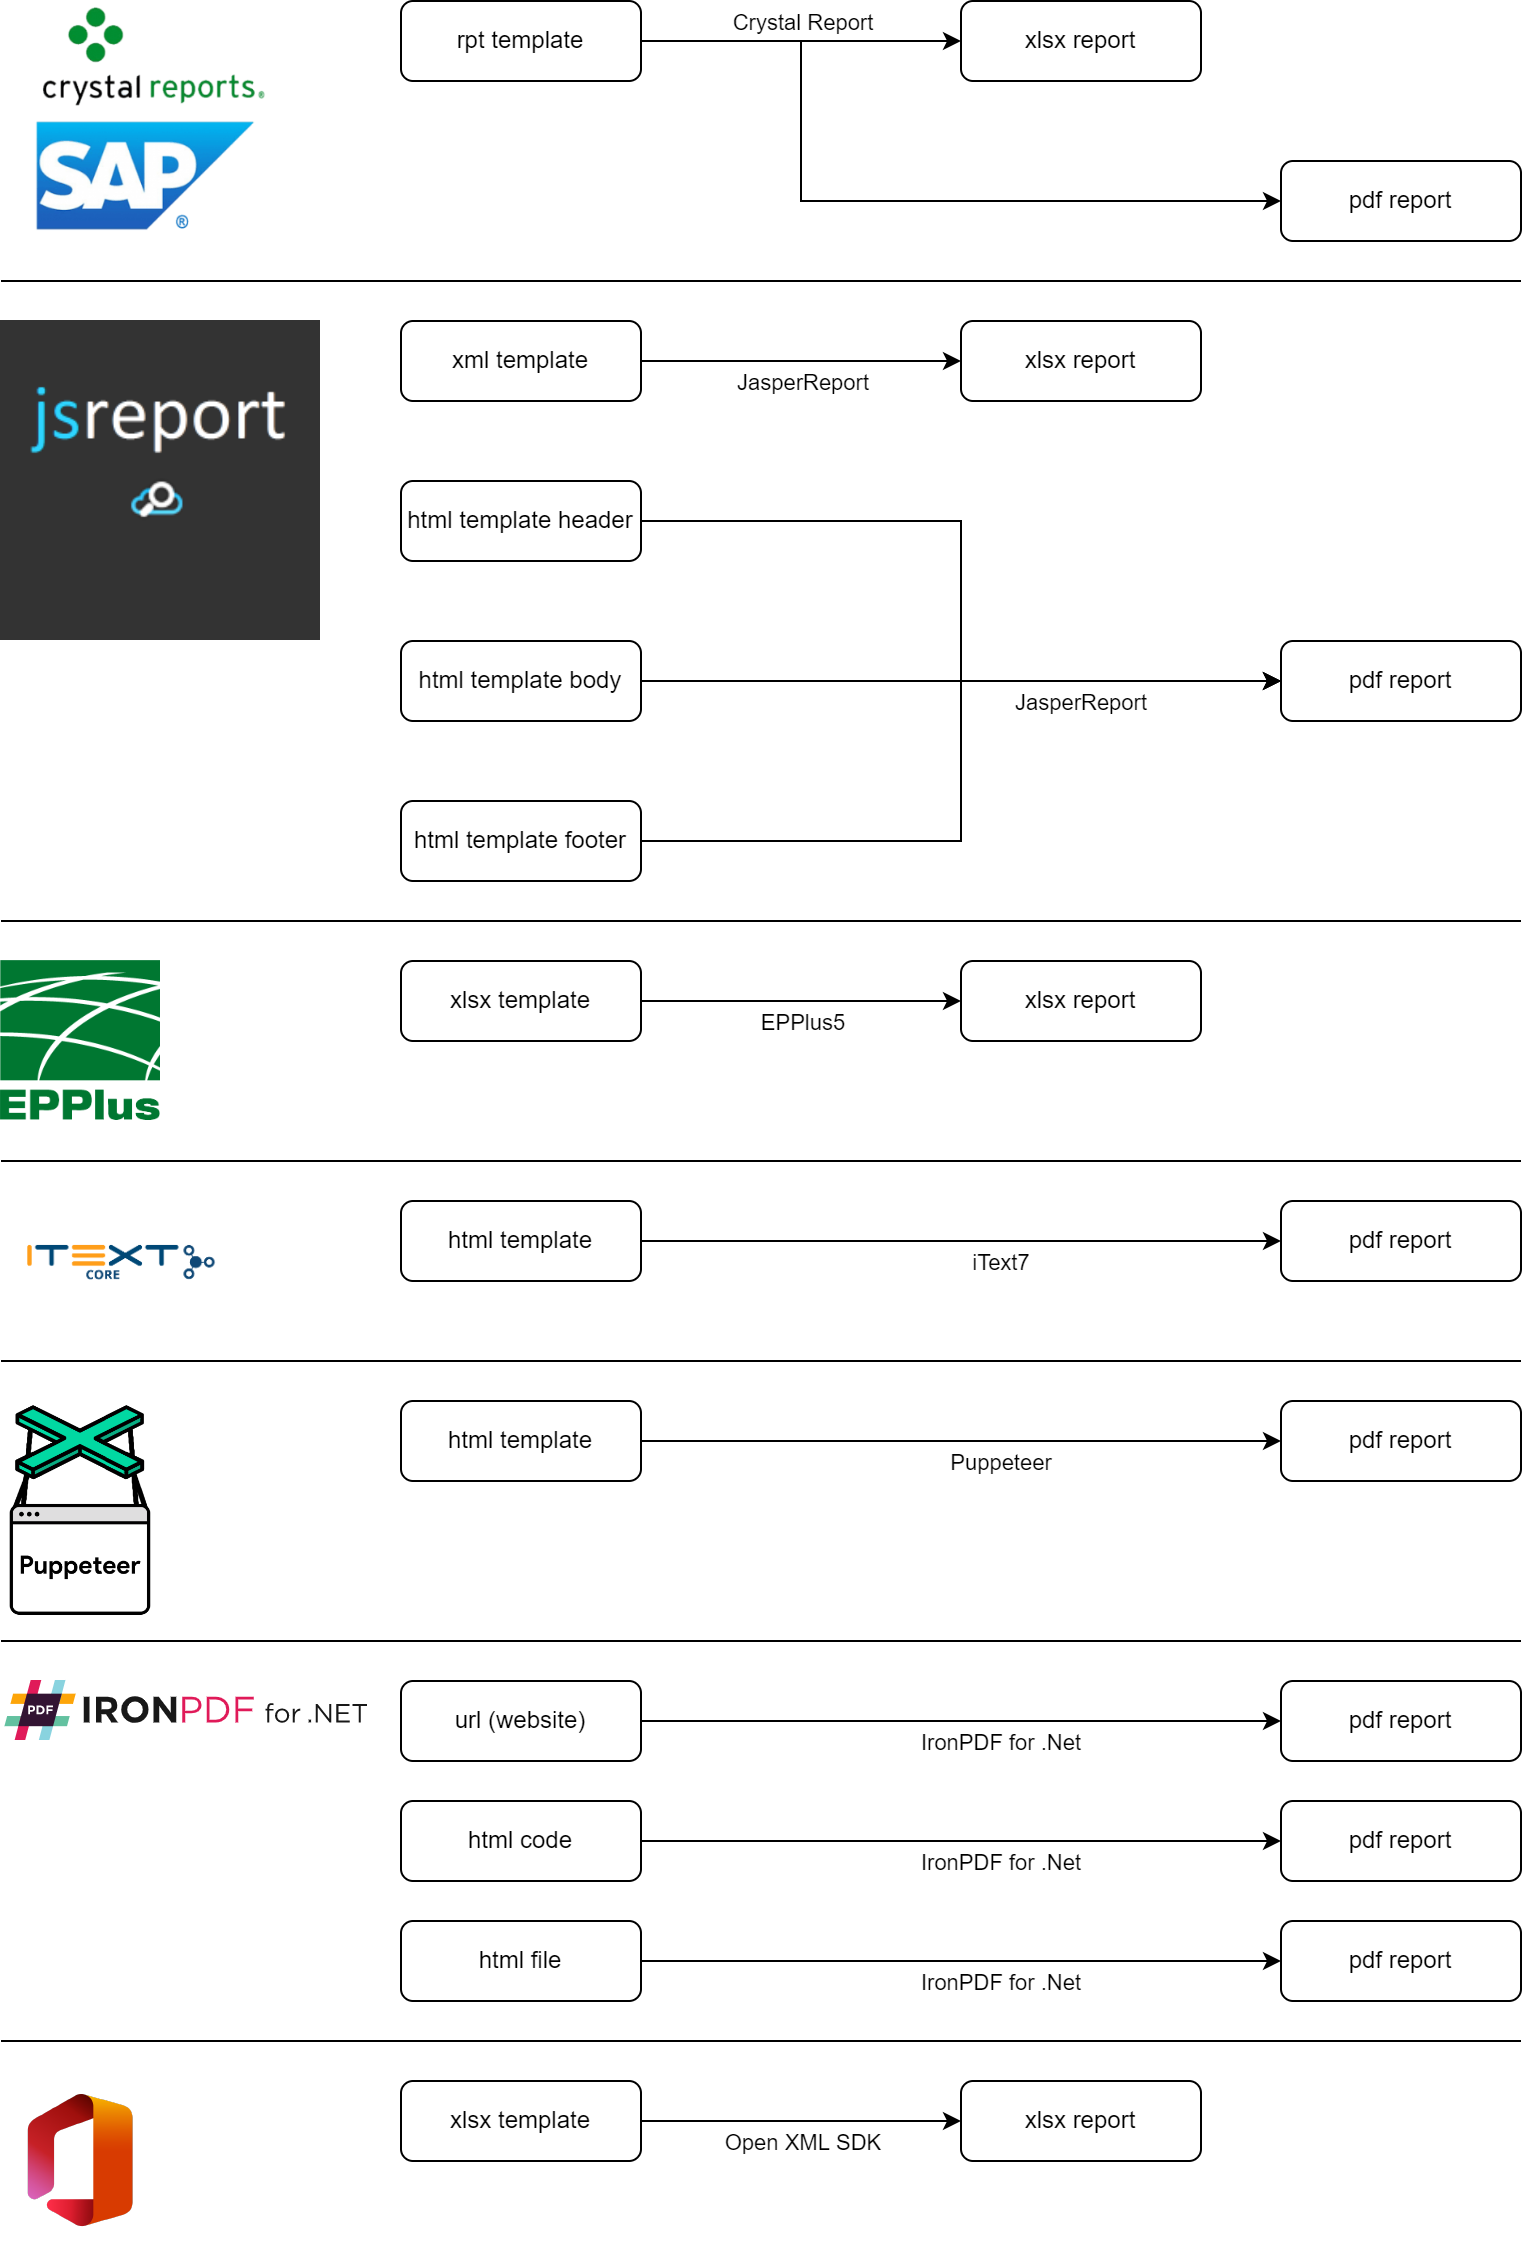 crystal reports®
SAP ®
rpt template
Crystal Report
xlsx report
pdf report
jsreport
xml template
JasperReport
xlsx report
html template header
html template body
JasperReport
pdf report
html template footer
EPPlus
xlsx template
EPPlus5
xlsx report
ITEXT
CORE
html template
iText7
pdf report
Puppeteer
html template
Puppeteer
pdf report
PDF IRONPDF for .NET
url (website)
IronPDF for .Net
pdf report
html code
IronPDF for .Net
pdf report
html file
IronPDF for .Net
pdf report
xlsx template
Open XML SDK
xlsx report